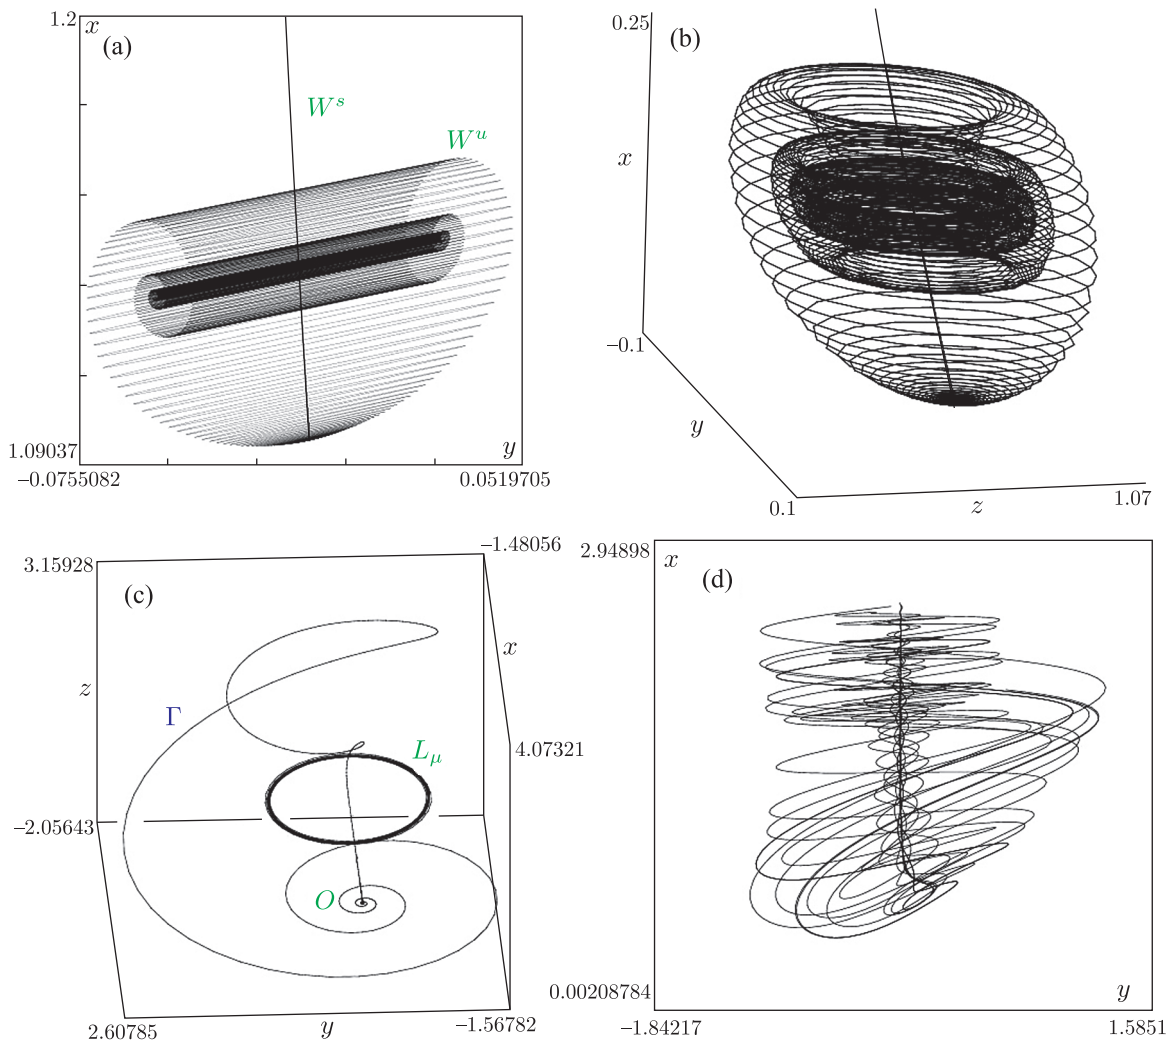 1.2
x
(a)
W^s
W^u
1.09037
y
−0.0755082
0.0519705
0.25
(b)
x
−0.1
y
0.1
z
1.07
3.15928
−1.48056
(c)
x
z
Γ
L_μ
4.07321
−2.05643
O
2.60785
y
−1.56782
2.94898
x
(d)
0.00208784
y
−1.84217
1.5851